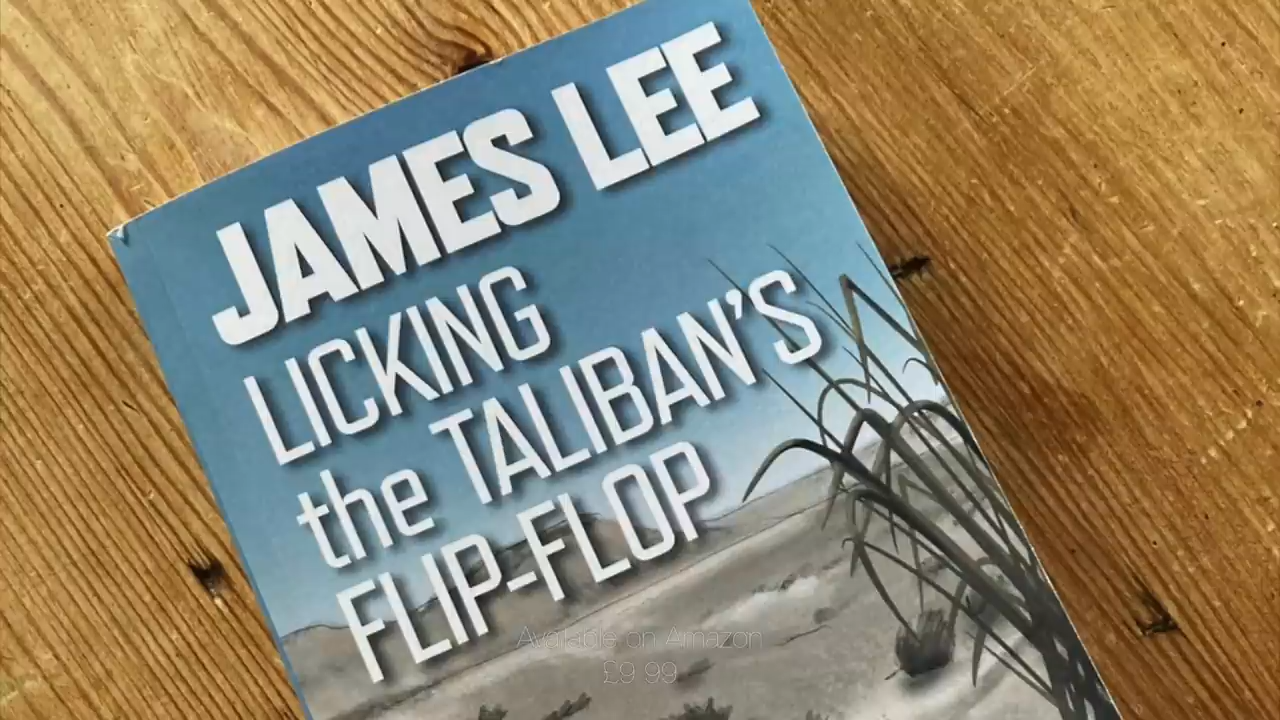 JAMES LEE
LICKING
the TALIBAN'S
FLIP-FLOP
Available on Amazon
£9.99